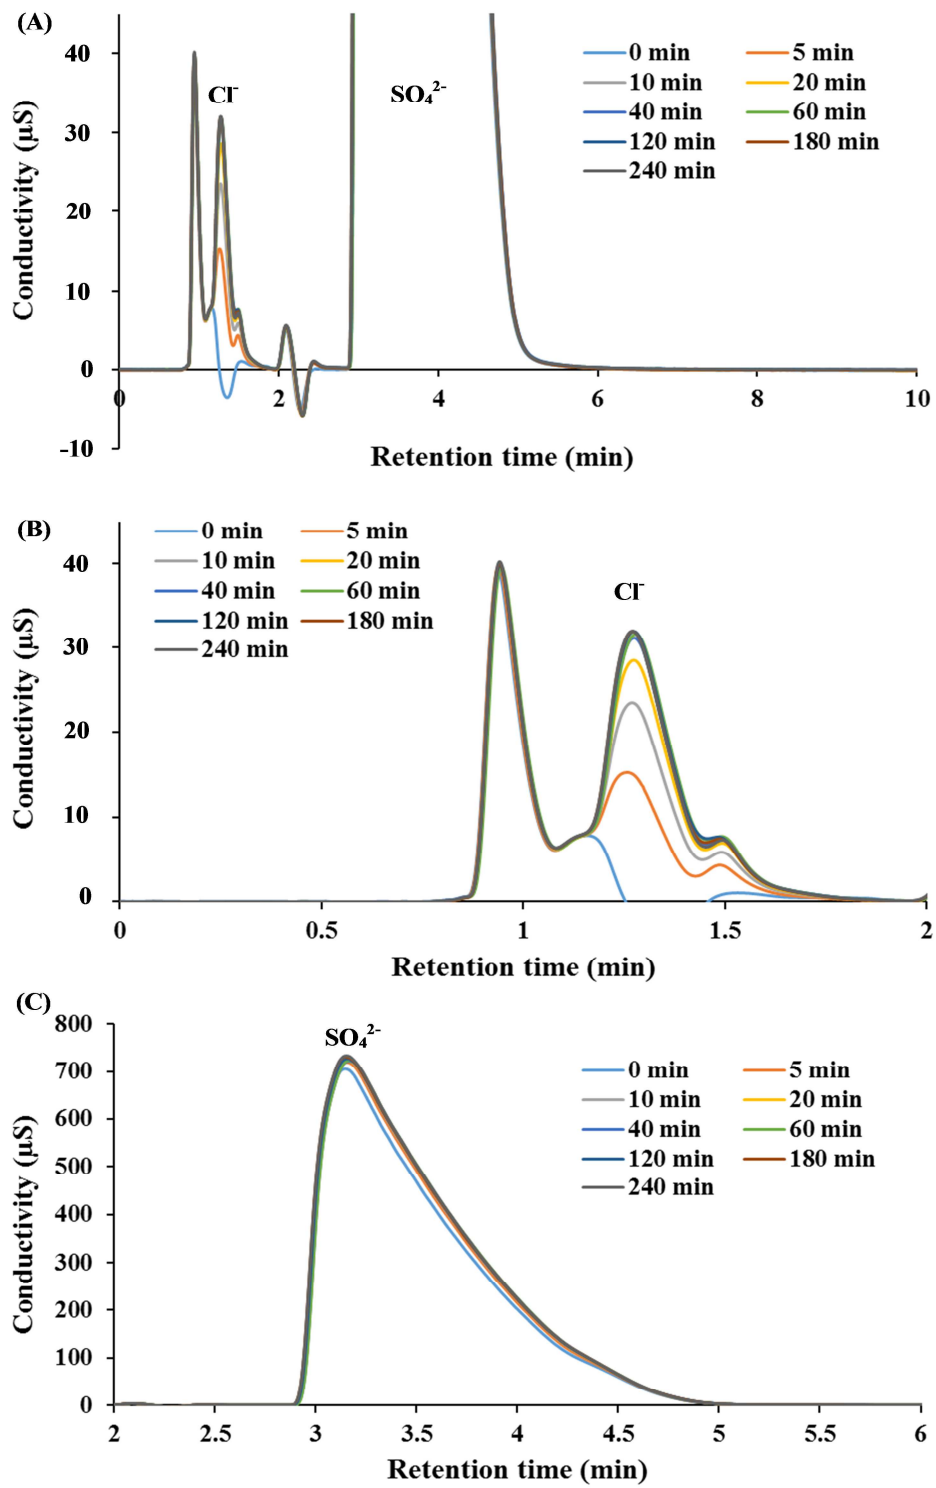 (A)
40
30
20
10
0
-10
Conductivity (µS)
Cl-
SO42-
0 min 5 min
10 min 20 min
40 min 60 min
120 min 180 min
240 min
0 2 4 6 8 10
Retention time (min)
(B)
0 min 5 min
10 min 20 min
40 min 60 min
120 min 180 min
240 min
Cl-
40
30
20
10
0
Conductivity (µS)
0 0.5 1 1.5 2
Retention time (min)
(C)
SO42-
800
700
600
500
400
300
200
100
0
Conductivity (µS)
0 min 5 min
10 min 20 min
40 min 60 min
120 min 180 min
240 min
2 2.5 3 3.5 4 4.5 5 5.5 6
Retention time (min)